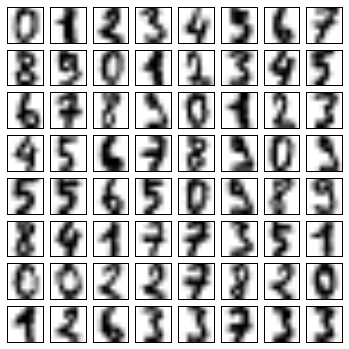 0 1 2 3 4 5 6 7
8 9 0 1 2 3 4 5
6 7 8 9 0 1 2 3
4 5 6 7 8 9 0 9
5 5 6 5 0 9 8 9
8 4 1 7 7 3 5 1
0 0 2 2 7 8 2 0
1 2 6 3 3 7 3 3